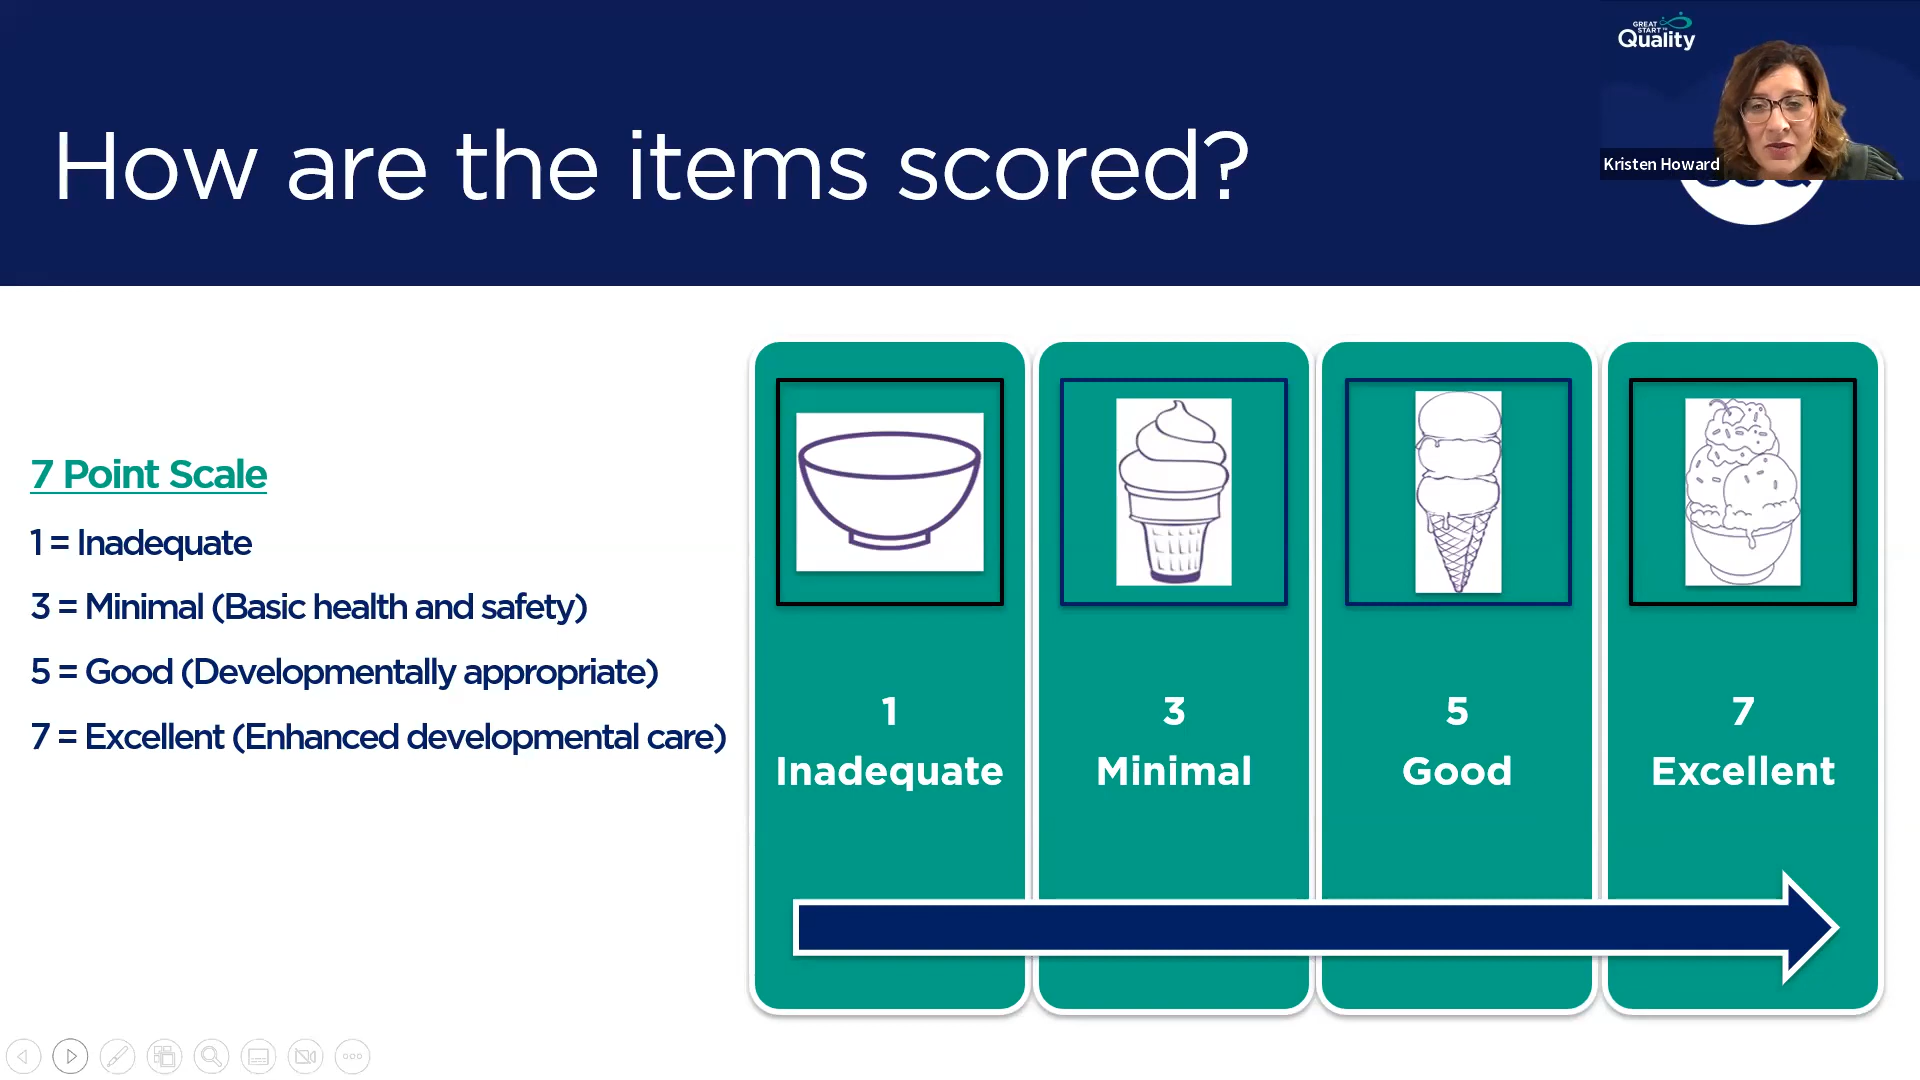 GREAT
START TO
Quality
Kristen Howard
How are the items scored?
7 Point Scale
1 = Inadequate
3 = Minimal (Basic health and safety)
5 = Good (Developmentally appropriate)
7 = Excellent (Enhanced developmental care)
1
Inadequate
3
Minimal
5
Good
7
Excellent